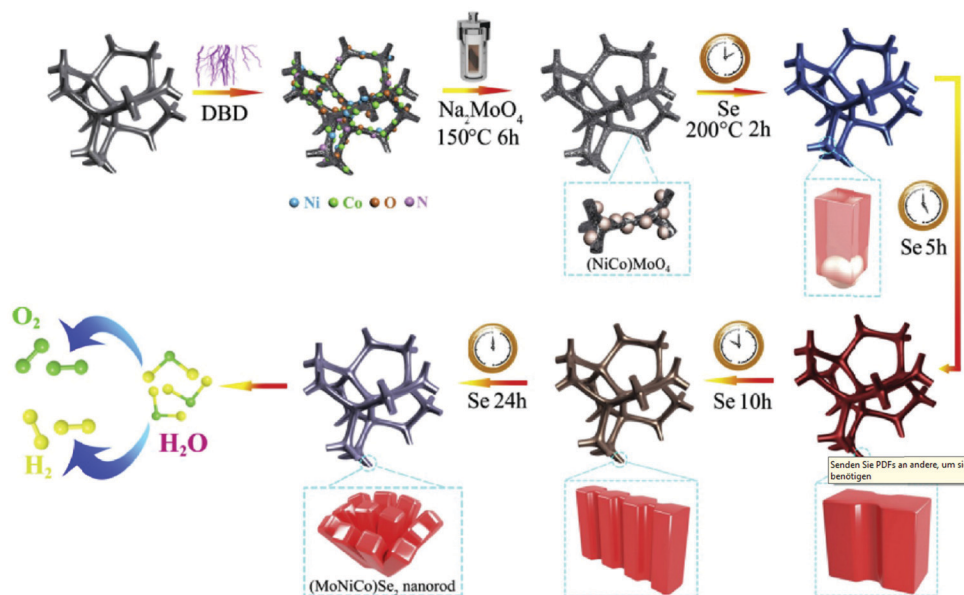 DBD
Na₂MoO₄
150°C 6h
Se
200°C 2h
Ni Co O N
(NiCo)MoO₄
Se 5h
O₂
H₂
H₂O
Se 24h
Se 10h
Senden Sie PDFs an andere, um si
benötigen
(MoNiCo)Se₂ nanorod